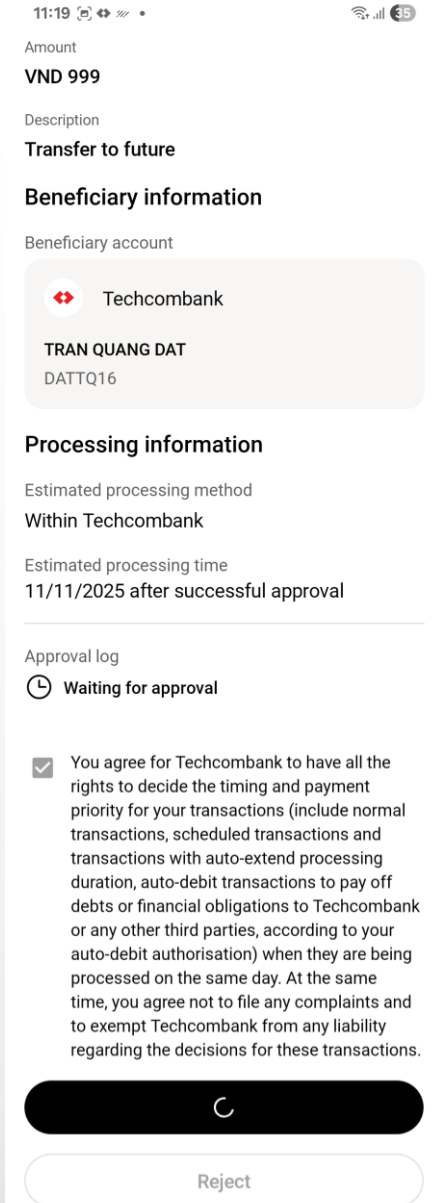 11:19
35
Amount
VND 999
Description
Transfer to future
Beneficiary information
Beneficiary account
Techcombank
TRAN QUANG DAT
DATTQ16
Processing information
Estimated processing method
Within Techcombank
Estimated processing time
11/11/2025 after successful approval
Approval log
Waiting for approval
You agree for Techcombank to have all the
rights to decide the timing and payment
priority for your transactions (include normal
transactions, scheduled transactions and
transactions with auto-extend processing
duration, auto-debit transactions to pay off
debts or financial obligations to Techcombank
or any other third parties, according to your
auto-debit authorisation) when they are being
processed on the same day. At the same
time, you agree not to file any complaints and
to exempt Techcombank from any liability
regarding the decisions for these transactions.
Reject